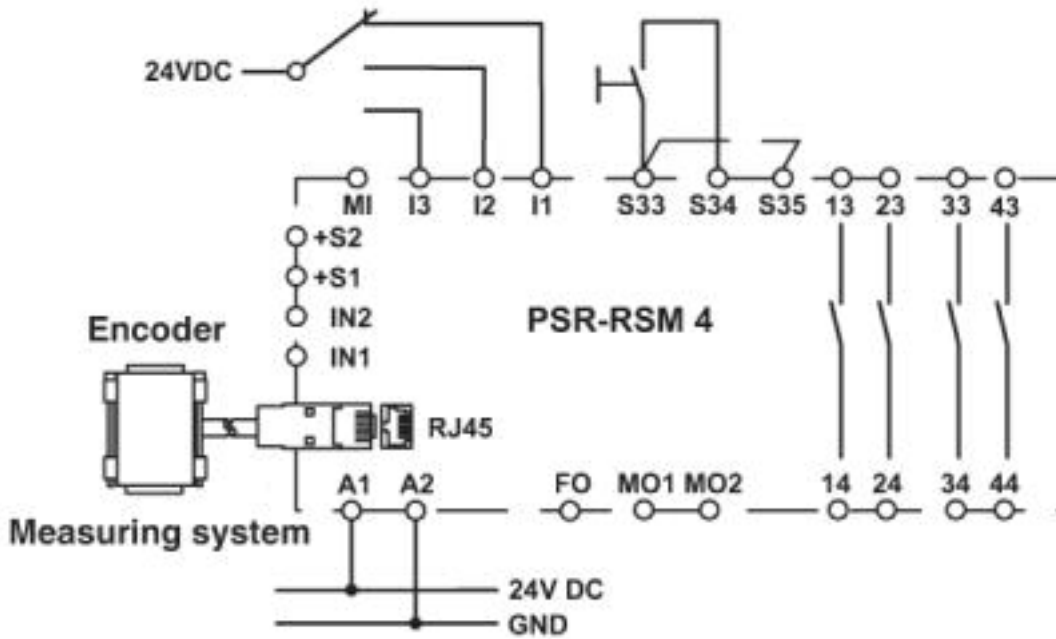 24VDC
MI I3 I2 I1 S33 S34 S35 13 23 33 43
+S2
+S1
IN2
IN1
PSR-RSM 4
Encoder
RJ45
A1 A2 FO MO1 MO2 14 24 34 44
Measuring system
24V DC
GND